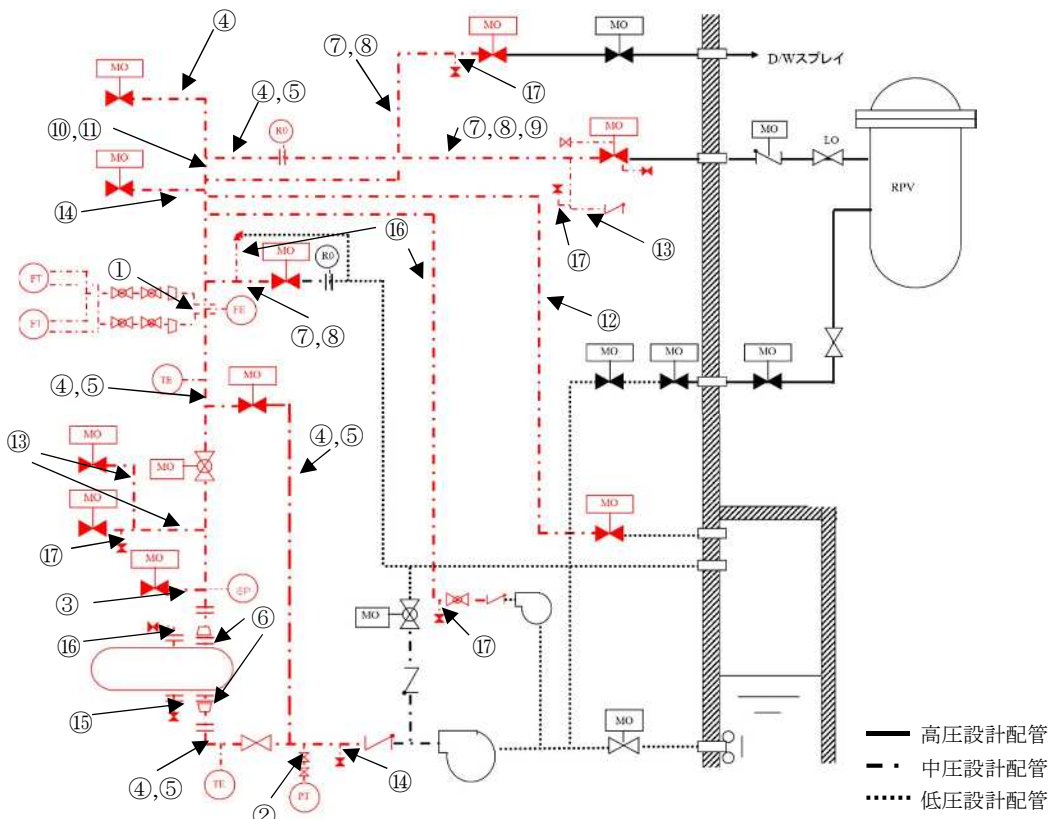 ④
⑦,⑧
MO
MO
D/Wスプレイ
MO
⑰
④,⑤
⑦,⑧,⑨
⑩,⑪
RO
MO
MO
LO
RPV
MO
⑭
⑰
⑬
⑯
MO
RO
①
FT
FE
FT
⑦,⑧
⑫
④,⑤
TE
MO
MO
MO
MO
④,⑤
⑬
MO
MO
MO
⑰
MO
MO
③
⑥
⑯
MO
⑰
⑮
MO
④,⑤
TE
②
PT
⑭
高圧設計配管
中圧設計配管
低圧設計配管